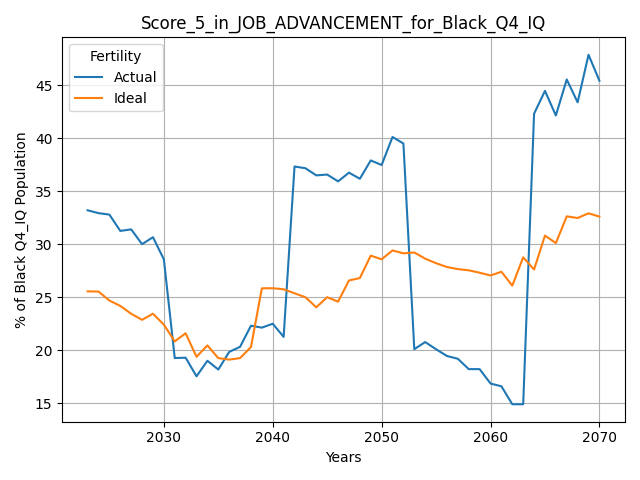 Score_5_in_JOB_ADVANCEMENT_for_Black_Q4_IQ
Fertility
Actual
Ideal
% of Black Q4_IQ Population
45
40
35
30
25
20
15
2030
2040
2050
2060
2070
Years